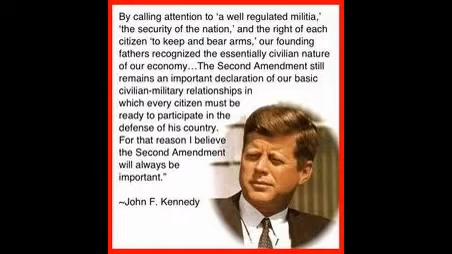 By calling attention to ‘a well regulated militia,’
‘the security of the nation,’ and the right of each
citizen ‘to keep and bear arms,’ our founding
fathers recognized the essentially civilian nature
of our economy…The Second Amendment still
remains an important declaration of our basic
civilian-military relationships in
which every citizen must be
ready to participate in the
defense of his country.
For that reason I believe
the Second Amendment
will always be
important.”
~John F. Kennedy